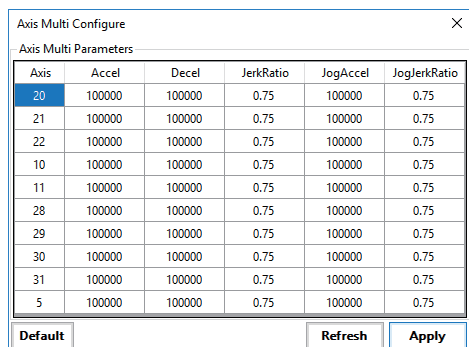 Axis Multi Configure
Axis Multi Parameters
Axis Accel Decel JerkRatio JogAccel JogJerkRatio
20 100000 100000 0.75 100000 0.75
21 100000 100000 0.75 100000 0.75
22 100000 100000 0.75 100000 0.75
10 100000 100000 0.75 100000 0.75
11 100000 100000 0.75 100000 0.75
28 100000 100000 0.75 100000 0.75
29 100000 100000 0.75 100000 0.75
30 100000 100000 0.75 100000 0.75
31 100000 100000 0.75 100000 0.75
5 100000 100000 0.75 100000 0.75
Default Refresh Apply